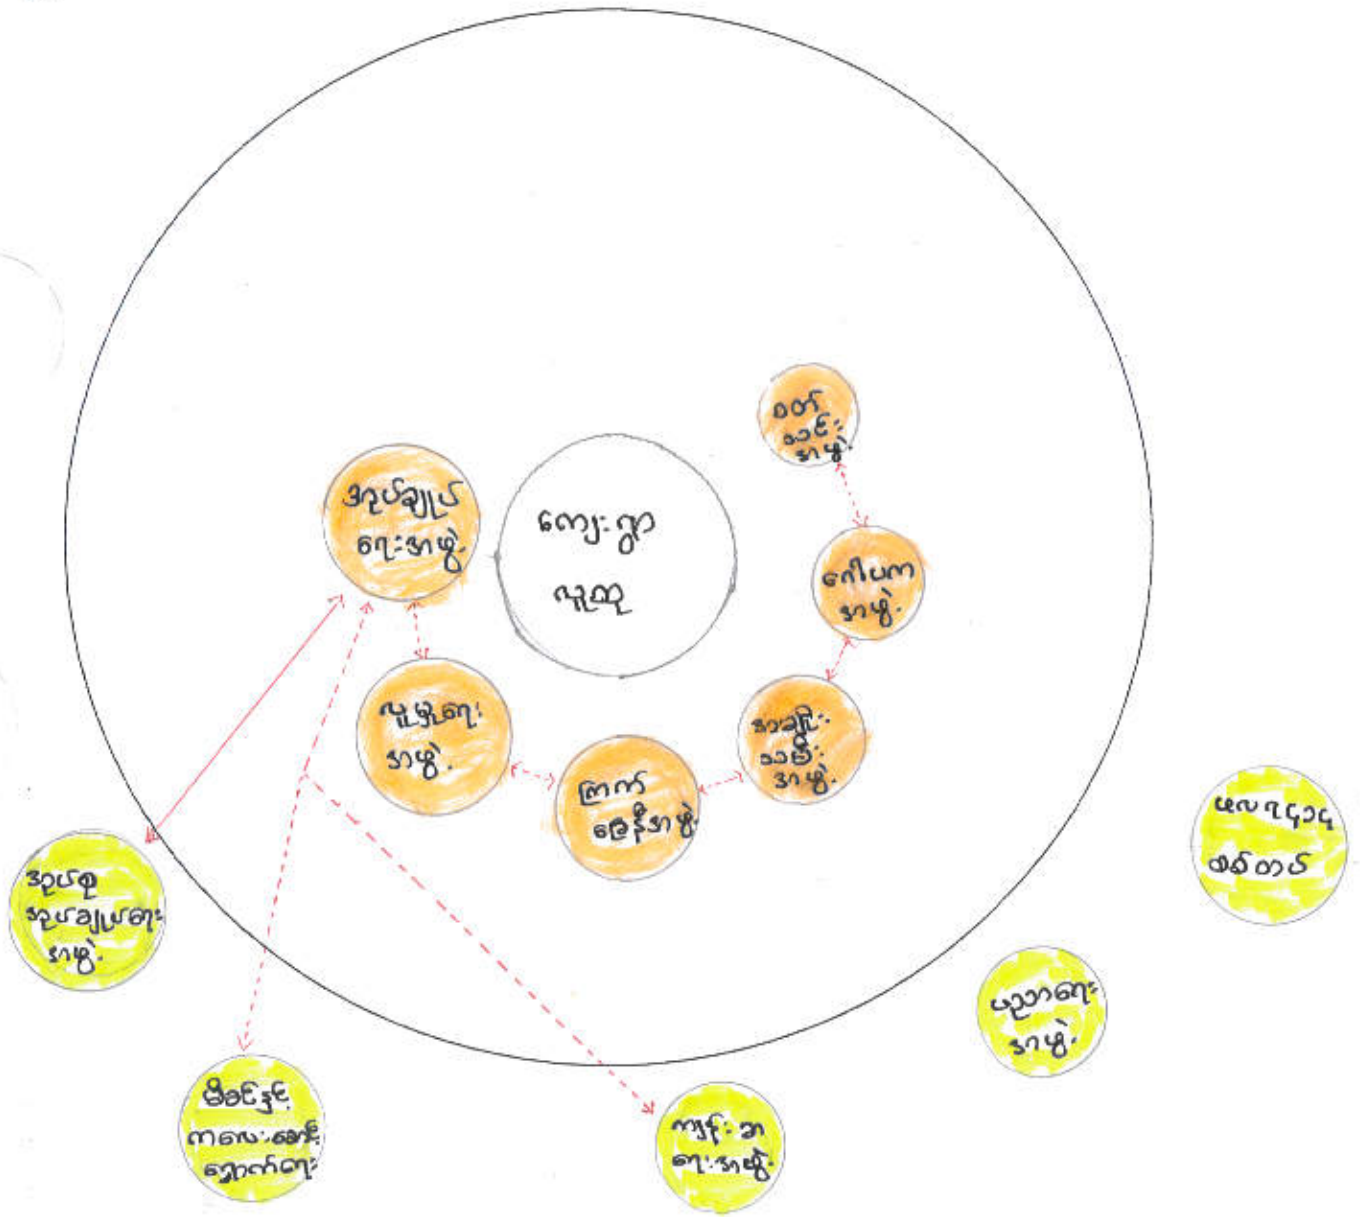 ဝတ်
အသင်း
အဖွဲ့
အုပ်ချုပ်
ရေးအဖွဲ့
ကျေးရွာ
လူထု
ဂေါပက
အဖွဲ့
လူမှုရေး
အဖွဲ့
အမျိုး
သမီး
အဖွဲ့
ကြက်
ခြေနီအဖွဲ့
အုပ်စု
အုပ်ချုပ်ရေး
အဖွဲ့
ပညာရေး
အဖွဲ့
မိခင်နှင့်
ကလေးစောင့်
ရှောက်ရေး
ကျန်းမာ
ရေးအဖွဲ့